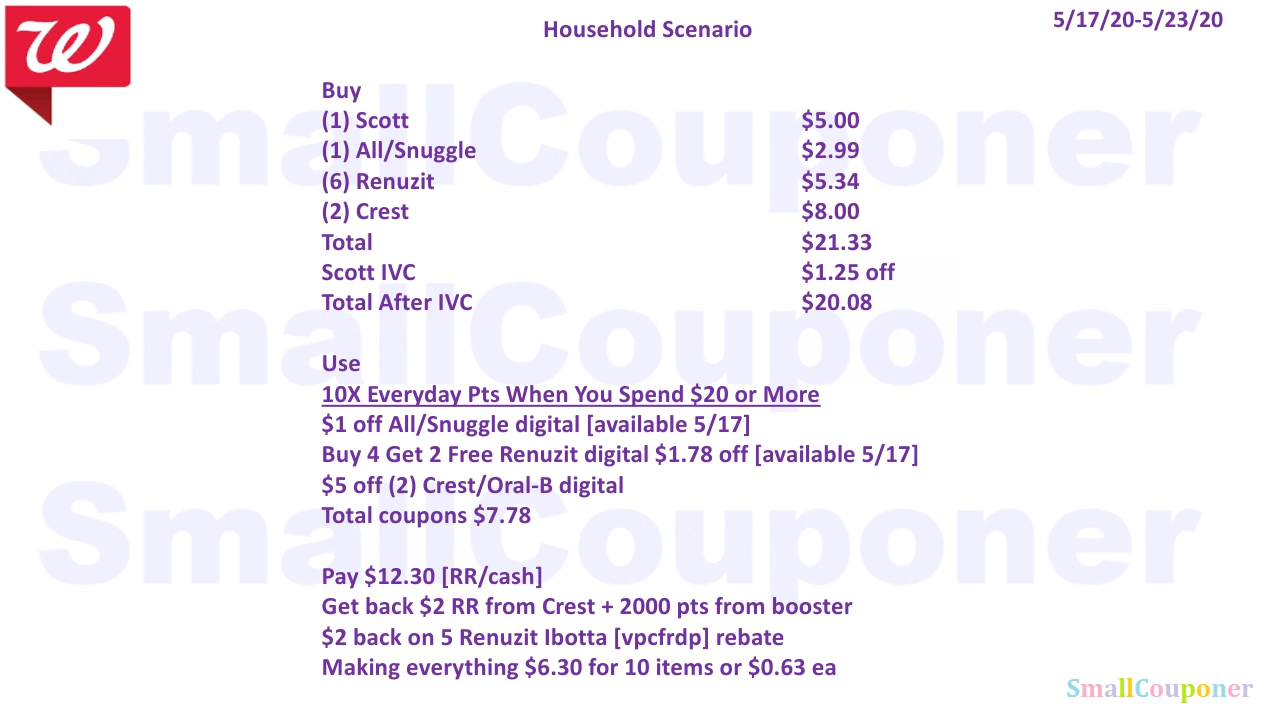 Household Scenario
5/17/20-5/23/20
Buy
(1) Scott $5.00
(1) All/Snuggle $2.99
(6) Renuzit $5.34
(2) Crest $8.00
Total $21.33
Scott IVC $1.25 off
Total After IVC $20.08
Use
10X Everyday Pts When You Spend $20 or More
$1 off All/Snuggle digital [available 5/17]
Buy 4 Get 2 Free Renuzit digital $1.78 off [available 5/17]
$5 off (2) Crest/Oral-B digital
Total coupons $7.78
Pay $12.30 [RR/cash]
Get back $2 RR from Crest + 2000 pts from booster
$2 back on 5 Renuzit Ibotta [vpcfrdp] rebate
Making everything $6.30 for 10 items or $0.63 ea
SmallCouponer
SmallCouponer
SmallCouponer
SmallCouponer
W